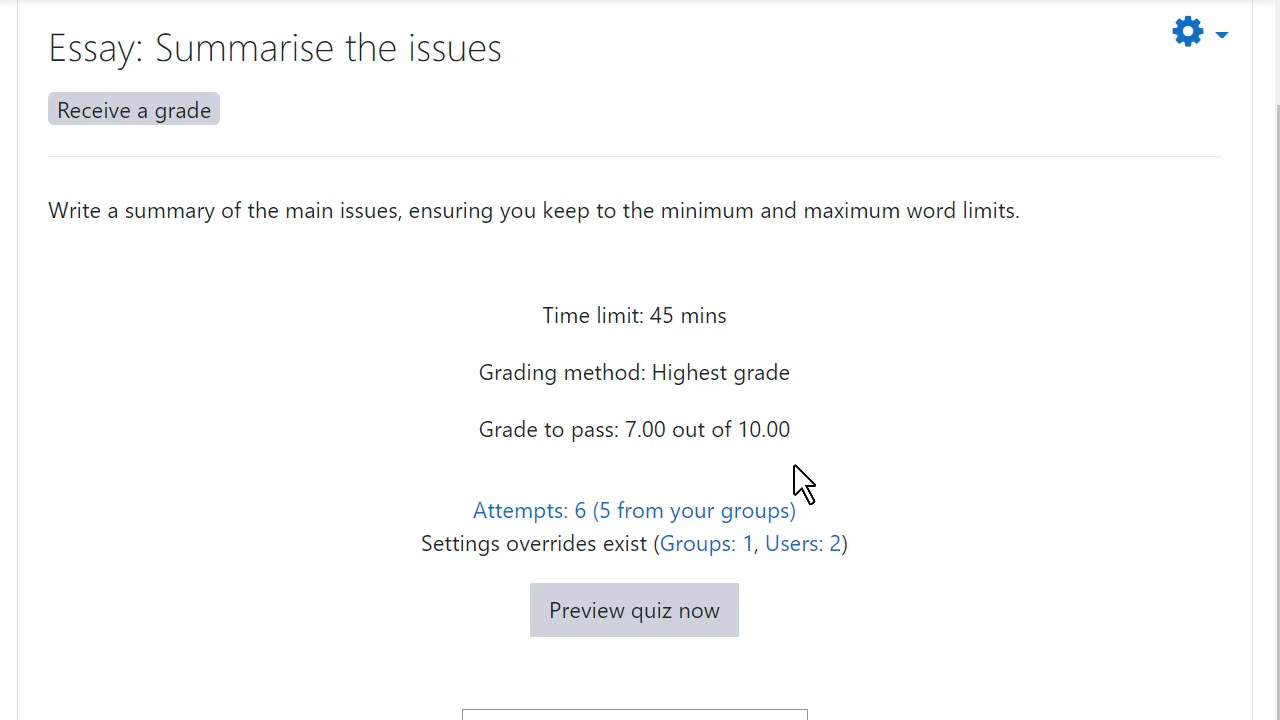 Essay: Summarise the issues
Receive a grade
Write a summary of the main issues, ensuring you keep to the minimum and maximum word limits.
Time limit: 45 mins
Grading method: Highest grade
Grade to pass: 7.00 out of 10.00
Attempts: 6 (5 from your groups)
Settings overrides exist (Groups: 1, Users: 2)
Preview quiz now